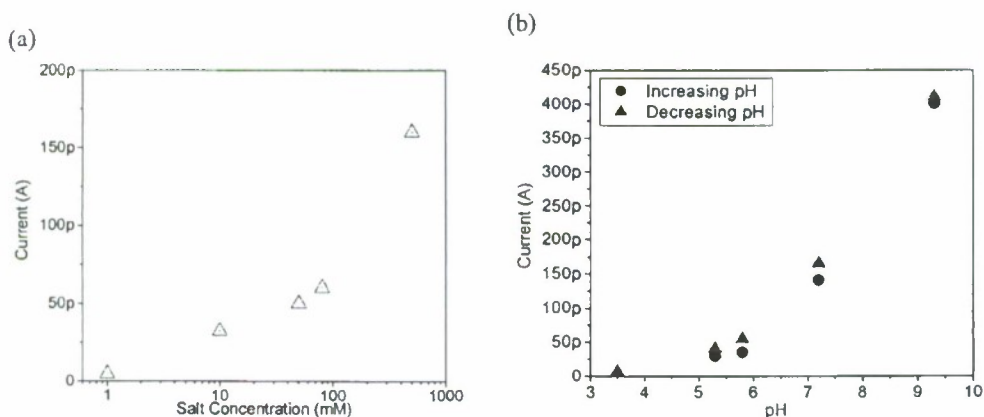 (a)
200p
150p
100p
50p
0
Current (A)
1
10
100
1000
Salt Concentration (mM)
(b)
450p
400p
350p
300p
250p
200p
150p
100p
50p
0
Increasing pH
Decreasing pH
Current (A)
3
4
5
6
7
8
9
10
pH